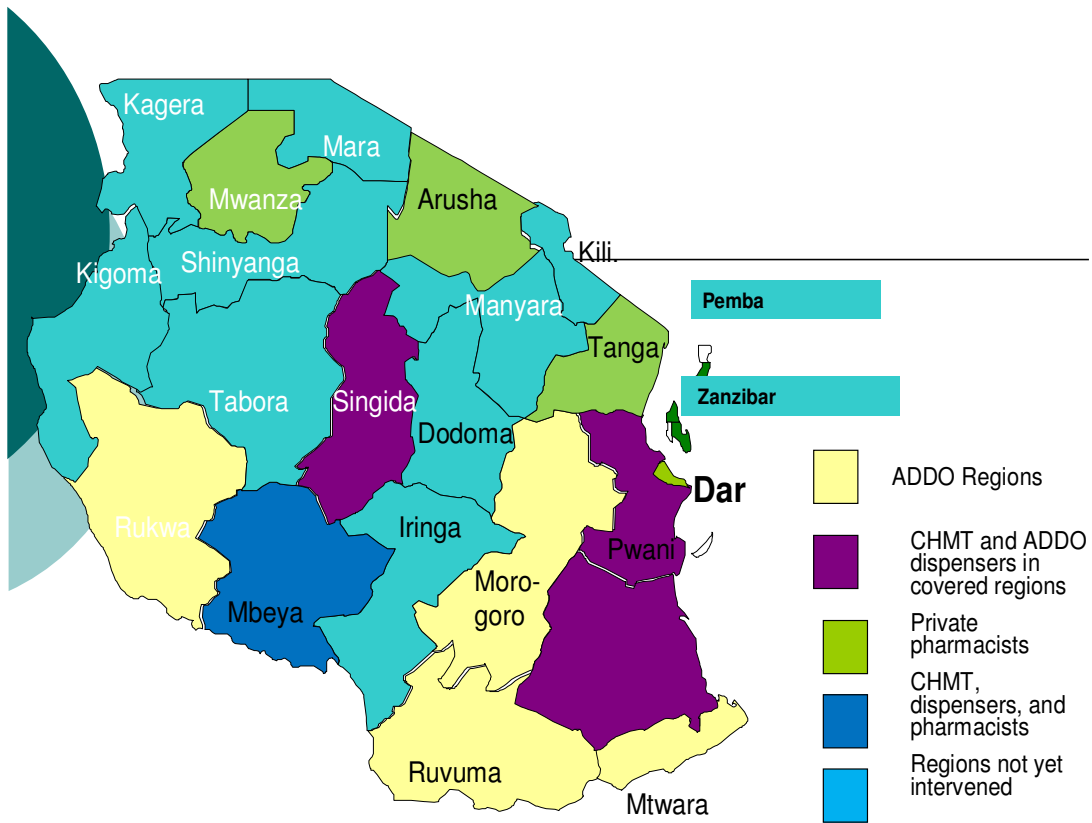 Kagera
Mara
Mwanza
Arusha
Kili.
Kigoma
Shinyanga
Manyara
Pemba
Tanga
Zanzibar
Tabora
Singida
Dodoma
Dar
ADDO Regions
Rukwa
Iringa
Pwani
CHMT and ADDO
dispensers in
covered regions
Mbeya
Moro-
goro
Private
pharmacists
CHMT,
dispensers, and
pharmacists
Ruvuma
Mtwara
Regions not yet
intervened